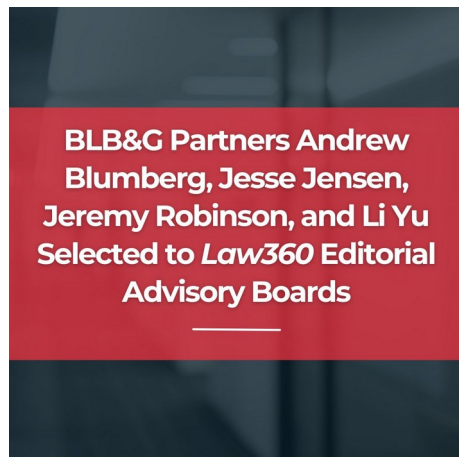 BLB&G Partners Andrew
Blumberg, Jesse Jensen,
Jeremy Robinson, and Li Yu
Selected to Law360 Editorial
Advisory Boards